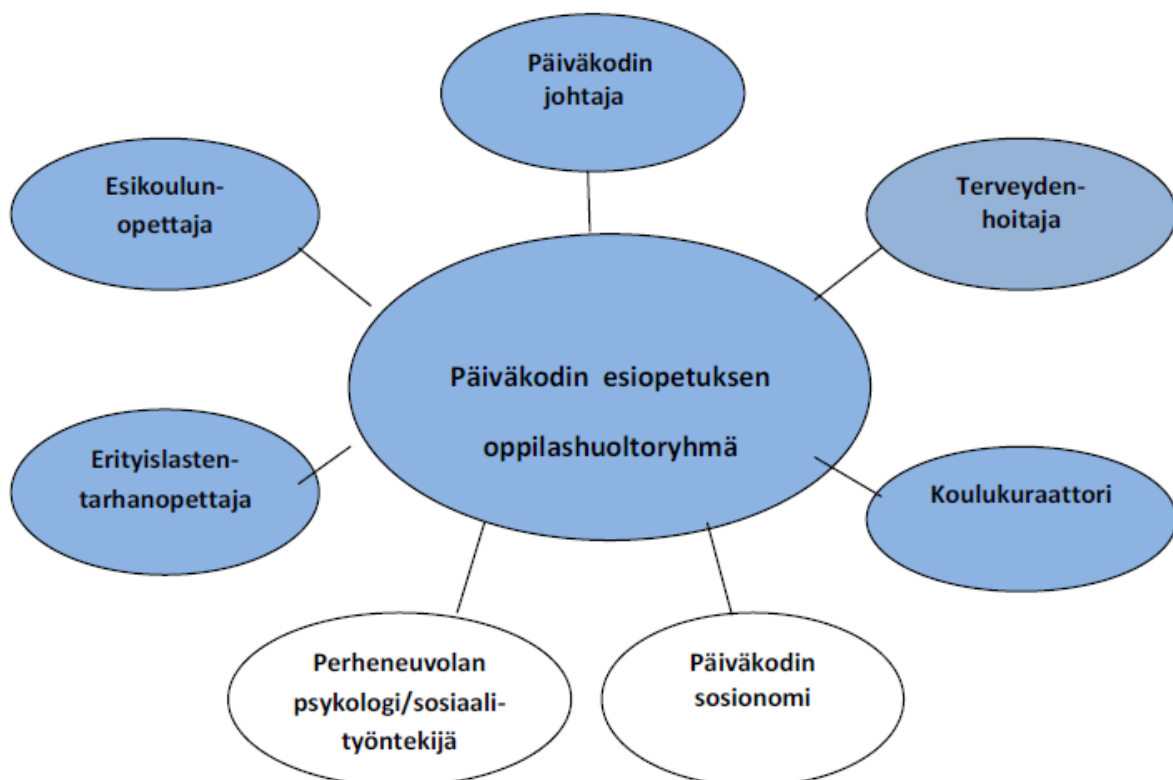 Päiväkodin
johtaja
Esikoulun-
opettaja
Terveyden-
hoitaja
Päiväkodin esiopetuksen
oppilashuoltoryhmä
Erityislasten-
tarhanopettaja
Koulukuraattori
Perheneuvolan
psykologi/sosiaali-
työntekijä
Päiväkodin
sosionomi